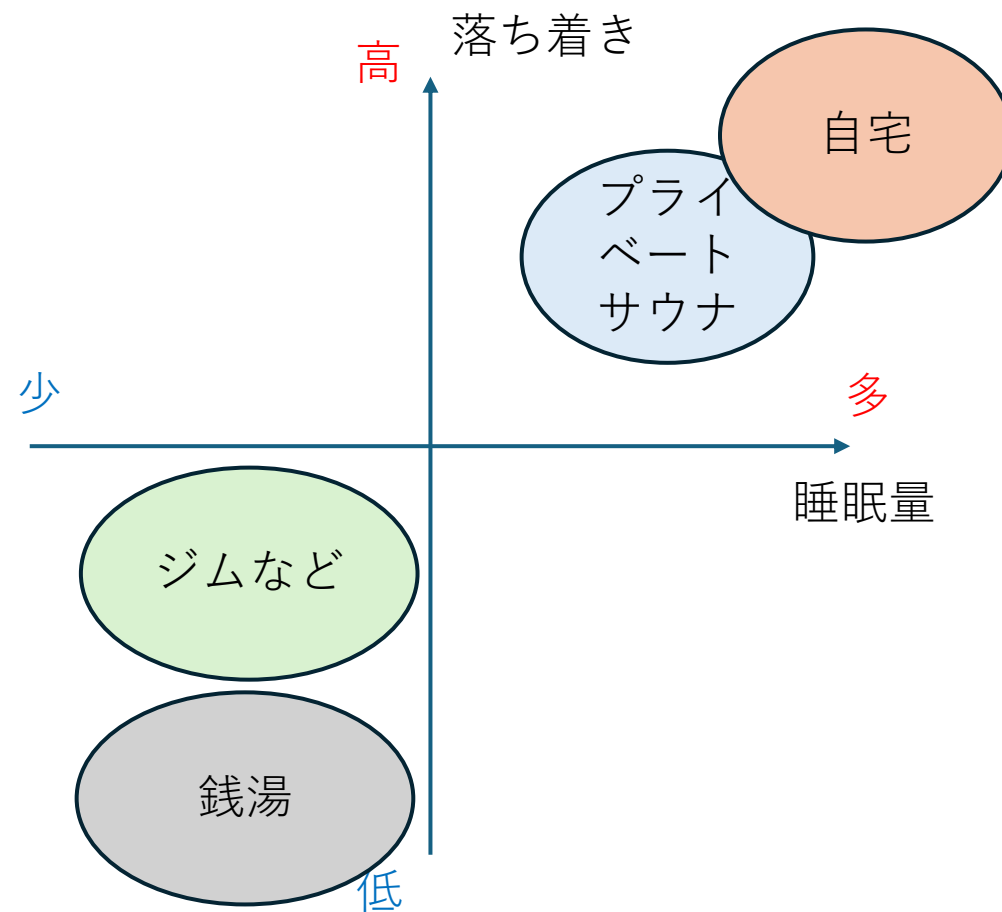 落ち着き
高
自宅
プライ
ベート
サウナ
少
多
睡眠量
ジムなど
銭湯
低